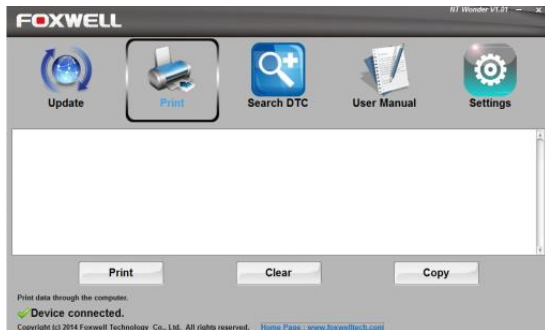 FOXWELL
NT Wonder V1.01
Update
Print
Search DTC
User Manual
Settings
Print
Clear
Copy
Print data through the computer.
Device connected.
Copyright (c) 2014 Foxwell Technology Co., Ltd. All rights reserved. Home Page : www.foxwelltech.com